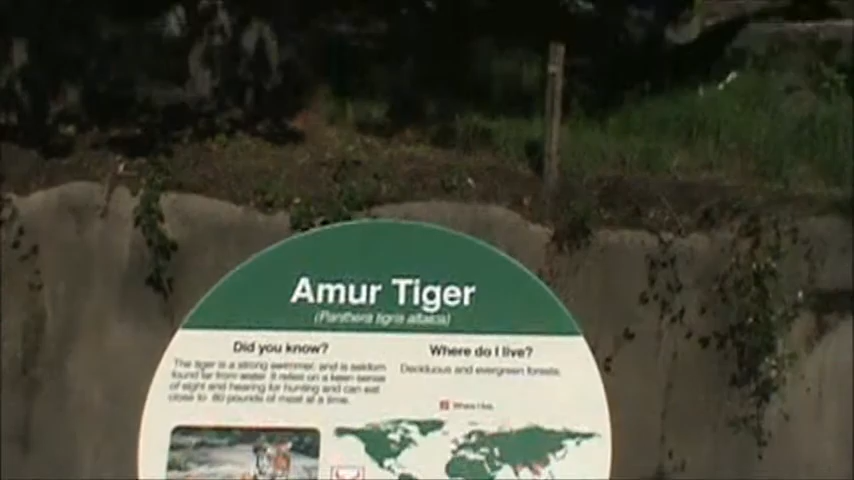 Amur Tiger
(Panthera tigris altaica)
Did you know?
The tiger is a strong swimmer, and is seldom
found far from water. It relies on a keen sense
of sight and hearing for hunting and can eat
close to 80 pounds of meat at a time.
Where do I live?
Deciduous and evergreen forests.
Where I live.